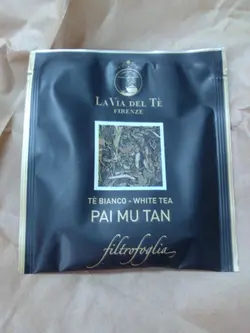 LA VIA DEL TÈ
FIRENZE
TÈ BIANCO - WHITE TEA
PAI MU TAN
filtrofoglia